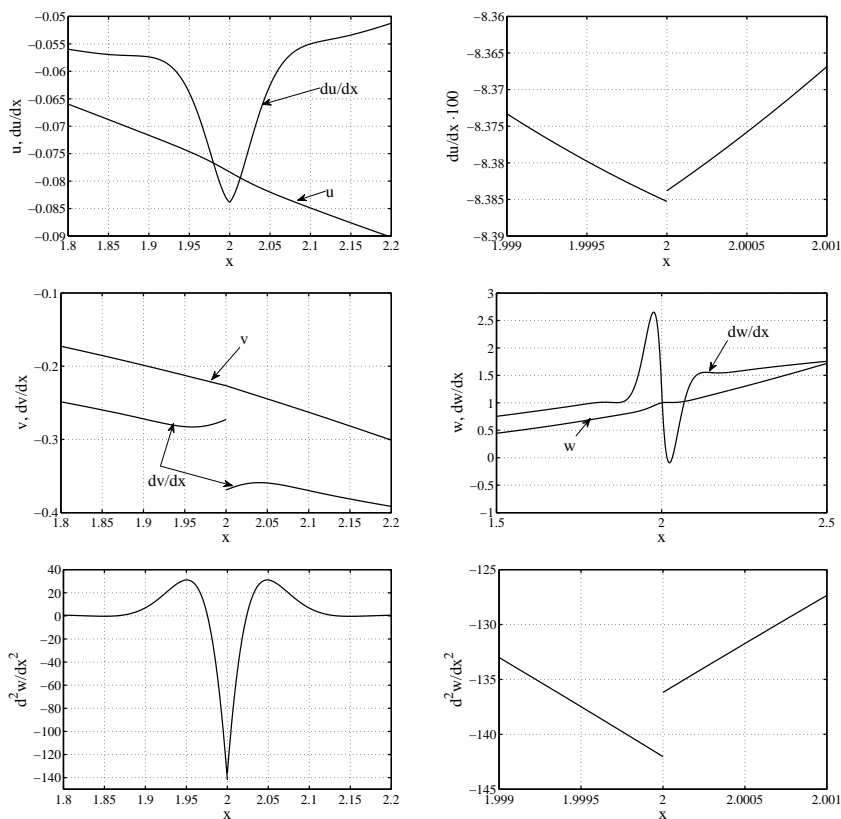 −0.05
−0.055
−0.06
−0.065
−0.07
−0.075
−0.08
−0.085
−0.09
u, du/dx
du/dx
u
1.8 1.85 1.9 1.95 2 2.05 2.1 2.15 2.2
x
−8.36
−8.365
−8.37
−8.375
−8.38
−8.385
−8.39
du/dx ·100
1.999 1.9995 2 2.0005 2.001
x
−0.1
−0.2
−0.3
−0.4
v, dv/dx
v
dv/dx
1.8 1.85 1.9 1.95 2 2.05 2.1 2.15 2.2
x
3
2.5
2
1.5
1
0.5
0
−0.5
−1
w, dw/dx
dw/dx
w
1.5 2 2.5
x
40
20
0
−20
−40
−60
−80
−100
−120
−140
d²w/dx²
1.8 1.85 1.9 1.95 2 2.05 2.1 2.15 2.2
x
−125
−130
−135
−140
−145
d²w/dx²
1.999 1.9995 2 2.0005 2.001
x